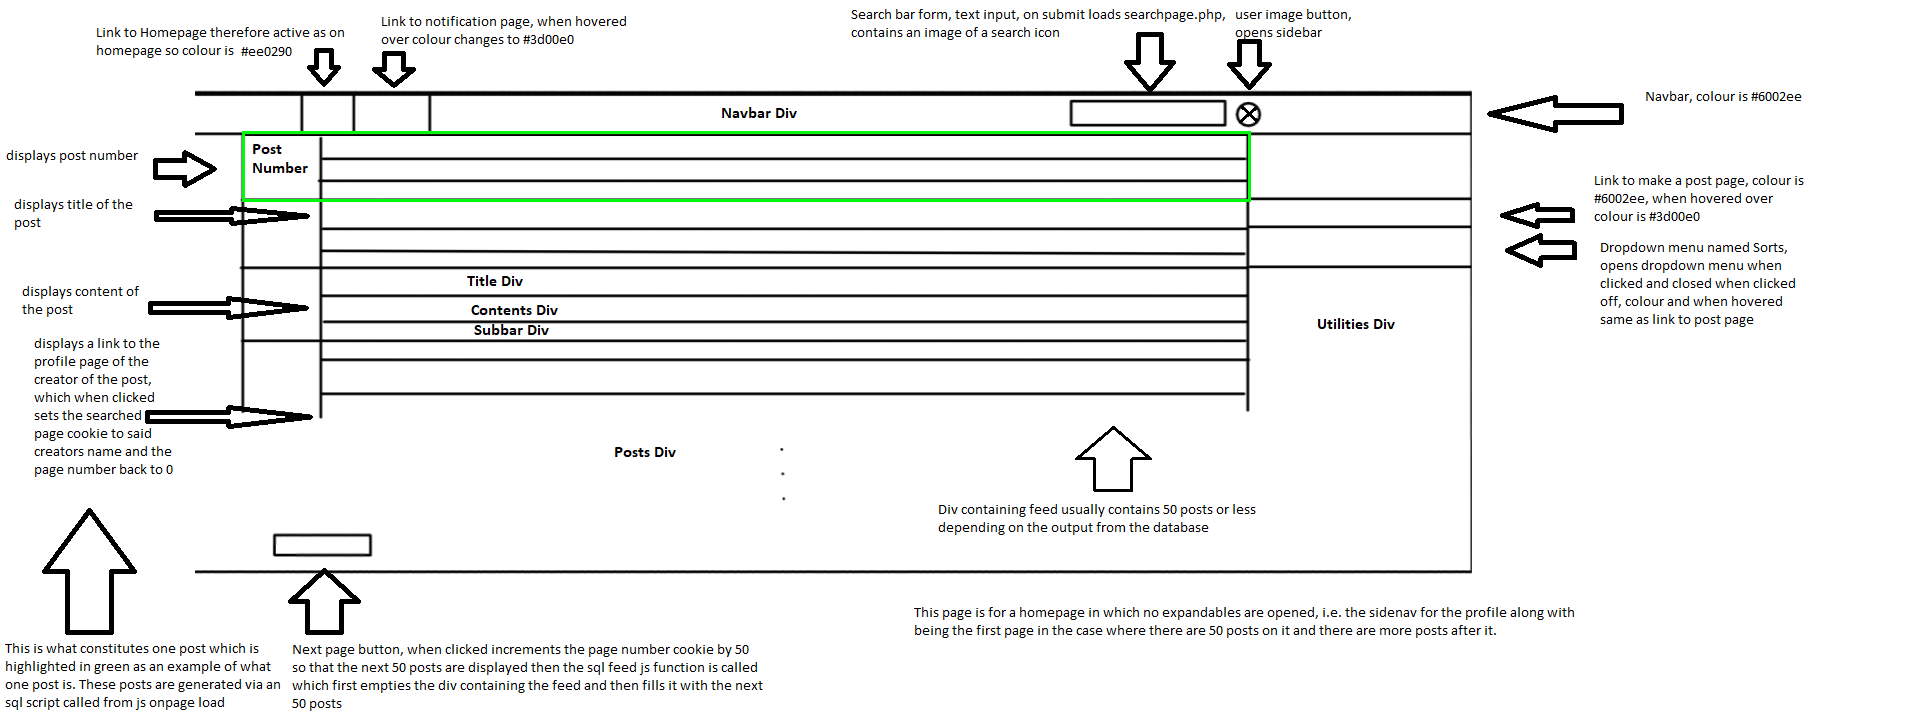 Link to Homepage therefore active as on
homepage so colour is #ee0290
Link to notification page, when hovered
over colour changes to #3d00e0
Search bar form, text input, on submit loads searchpage.php,
contains an image of a search icon
user image button,
opens sidebar
Navbar Div
Navbar, colour is #6002ee
displays post number
Post
Number
displays title of the
post
Link to make a post page, colour is
#6002ee, when hovered over
colour is #3d00e0
Dropdown menu named Sorts,
opens dropdown menu when
clicked and closed when clicked
off, colour and when hovered
same as link to post page
Title Div
displays content of
the post
Contents Div
Subbar Div
Utilities Div
displays a link to the
profile page of the
creator of the post,
which when clicked
sets the searched
page cookie to said
creators name and the
page number back to 0
Posts Div
Div containing feed usually contains 50 posts or less
depending on the output from the database
This page is for a homepage in which no expandables are opened, i.e. the sidenav for the profile along with
being the first page in the case where there are 50 posts on it and there are more posts after it.
This is what constitutes one post which is
highlighted in green as an example of what
one post is. These posts are generated via an
sql script called from js onpage load
Next page button, when clicked increments the page number cookie by 50
so that the next 50 posts are displayed then the sql feed js function is called
which first empties the div containing the feed and then fills it with the next
50 posts